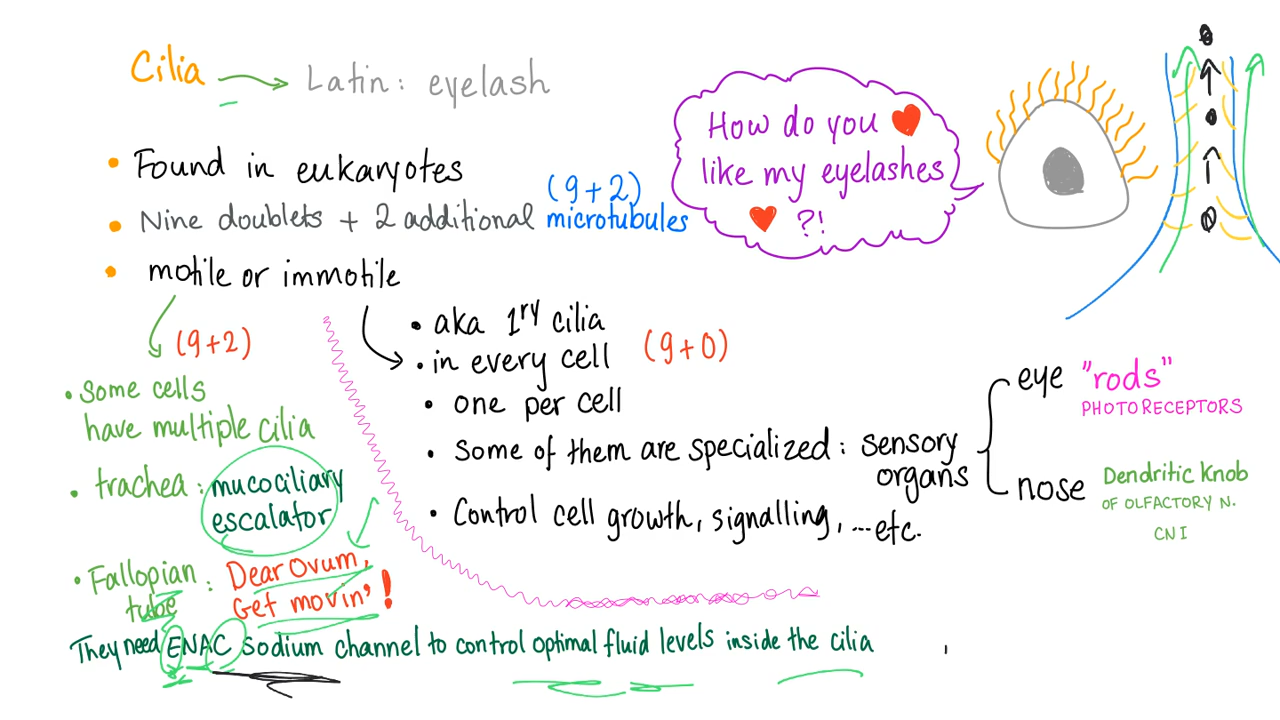 Cilia → Latin: eyelash
• Found in eukaryotes
(9+2)
• Nine doublets + 2 additional microtubules
• motile or immotile
How do you ❤
like my eyelashes
❤ ?!
(9+2)
• Some cells
have multiple cilia
• trachea: mucociliary
escalator
• Fallopian
tube : Dear Ovum,
Get movin'!
• aka 1ry cilia
• in every cell (9+0)
• one per cell
• Some of them are specialized: sensory
organs
• Control cell growth, signalling, ...etc.
eye "rods"
PHOTORECEPTORS
nose Dendritic Knob
OF OLFACTORY N.
CN I
They need ENAC Sodium channel to control optimal fluid levels inside the cilia